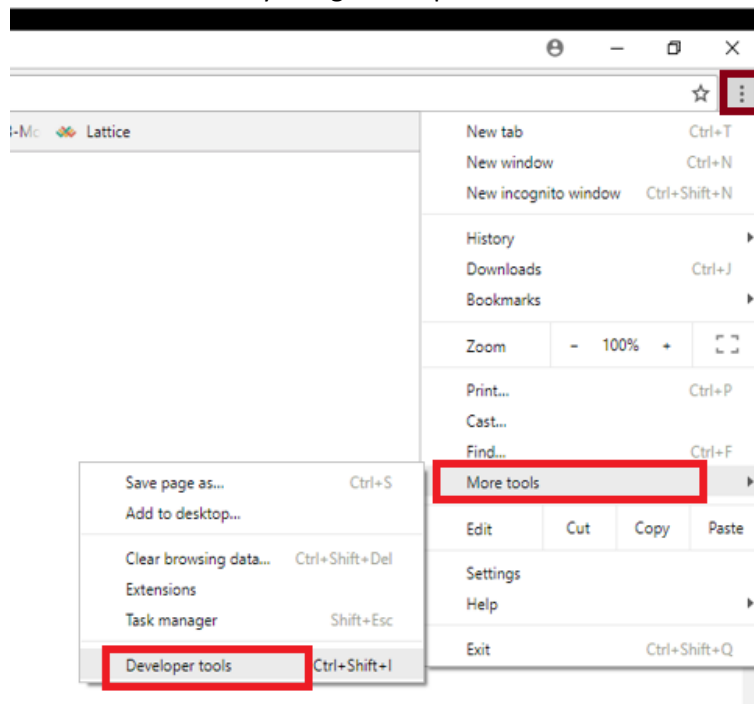 Lattice
New tab Ctrl+T
New window Ctrl+N
New incognito window Ctrl+Shift+N
History
Downloads Ctrl+J
Bookmarks
Zoom - 100% +
Print... Ctrl+P
Cast...
Find... Ctrl+F
More tools
Edit Cut Copy Paste
Settings
Help
Exit Ctrl+Shift+Q
Save page as... Ctrl+S
Add to desktop...
Clear browsing data... Ctrl+Shift+Del
Extensions
Task manager Shift+Esc
Developer tools Ctrl+Shift+I